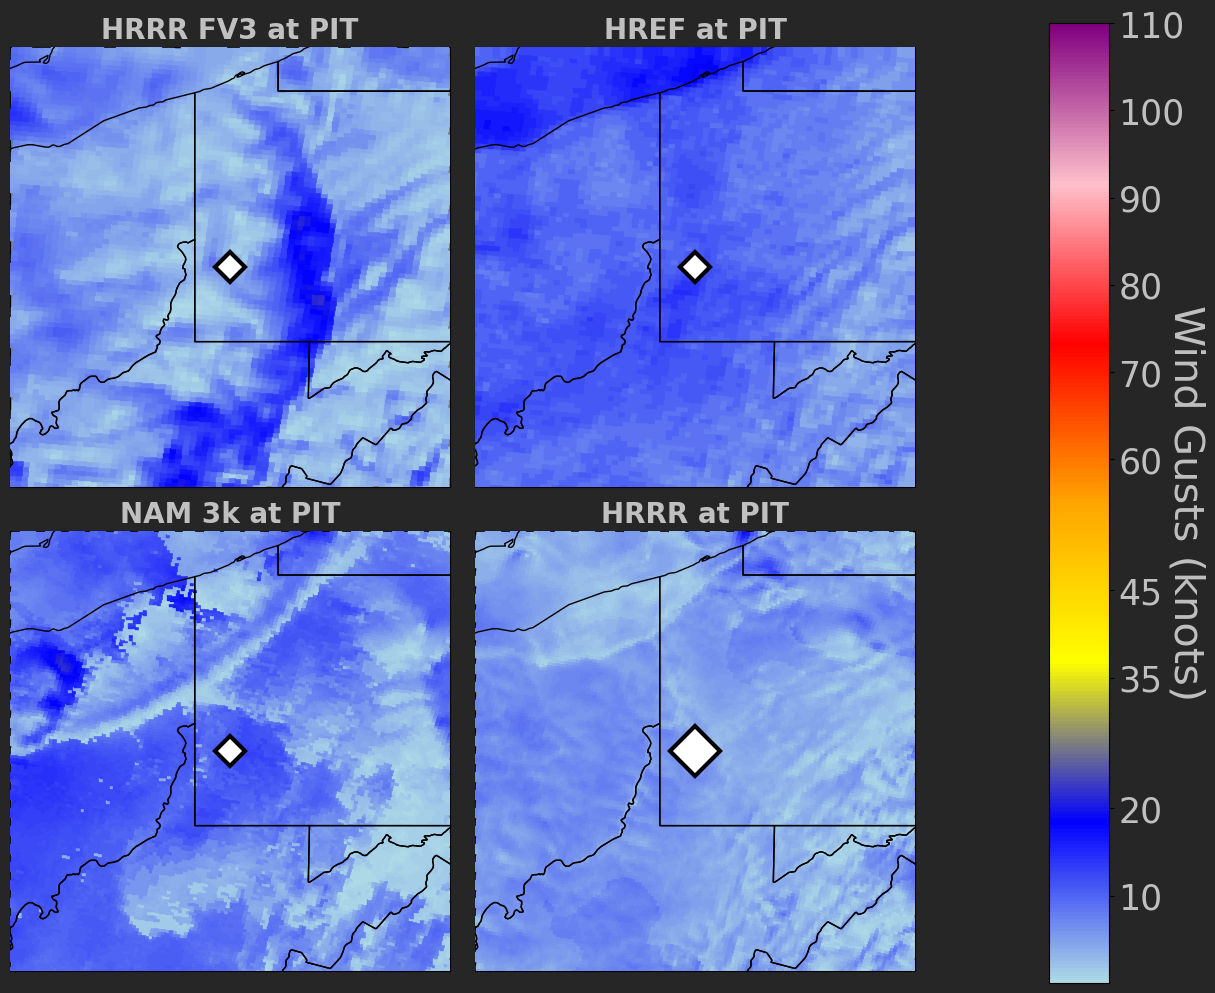 HRRR FV3 at PIT
HREF at PIT
NAM 3k at PIT
HRRR at PIT
110
100
90
80
70
60
45
35
20
10
Wind Gusts (knots)